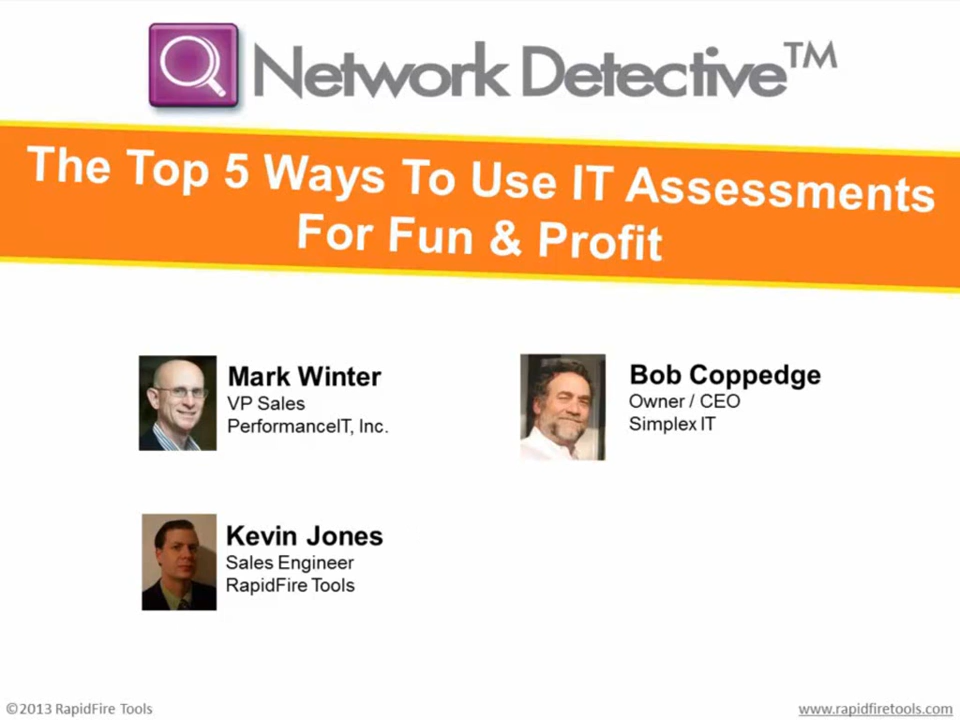 Network Detective™
The Top 5 Ways To Use IT Assessments
For Fun & Profit
Mark Winter
VP Sales
PerformanceIT, Inc.
Bob Coppedge
Owner / CEO
Simplex IT
Kevin Jones
Sales Engineer
RapidFire Tools
©2013 RapidFire Tools
www.rapidfiretools.com